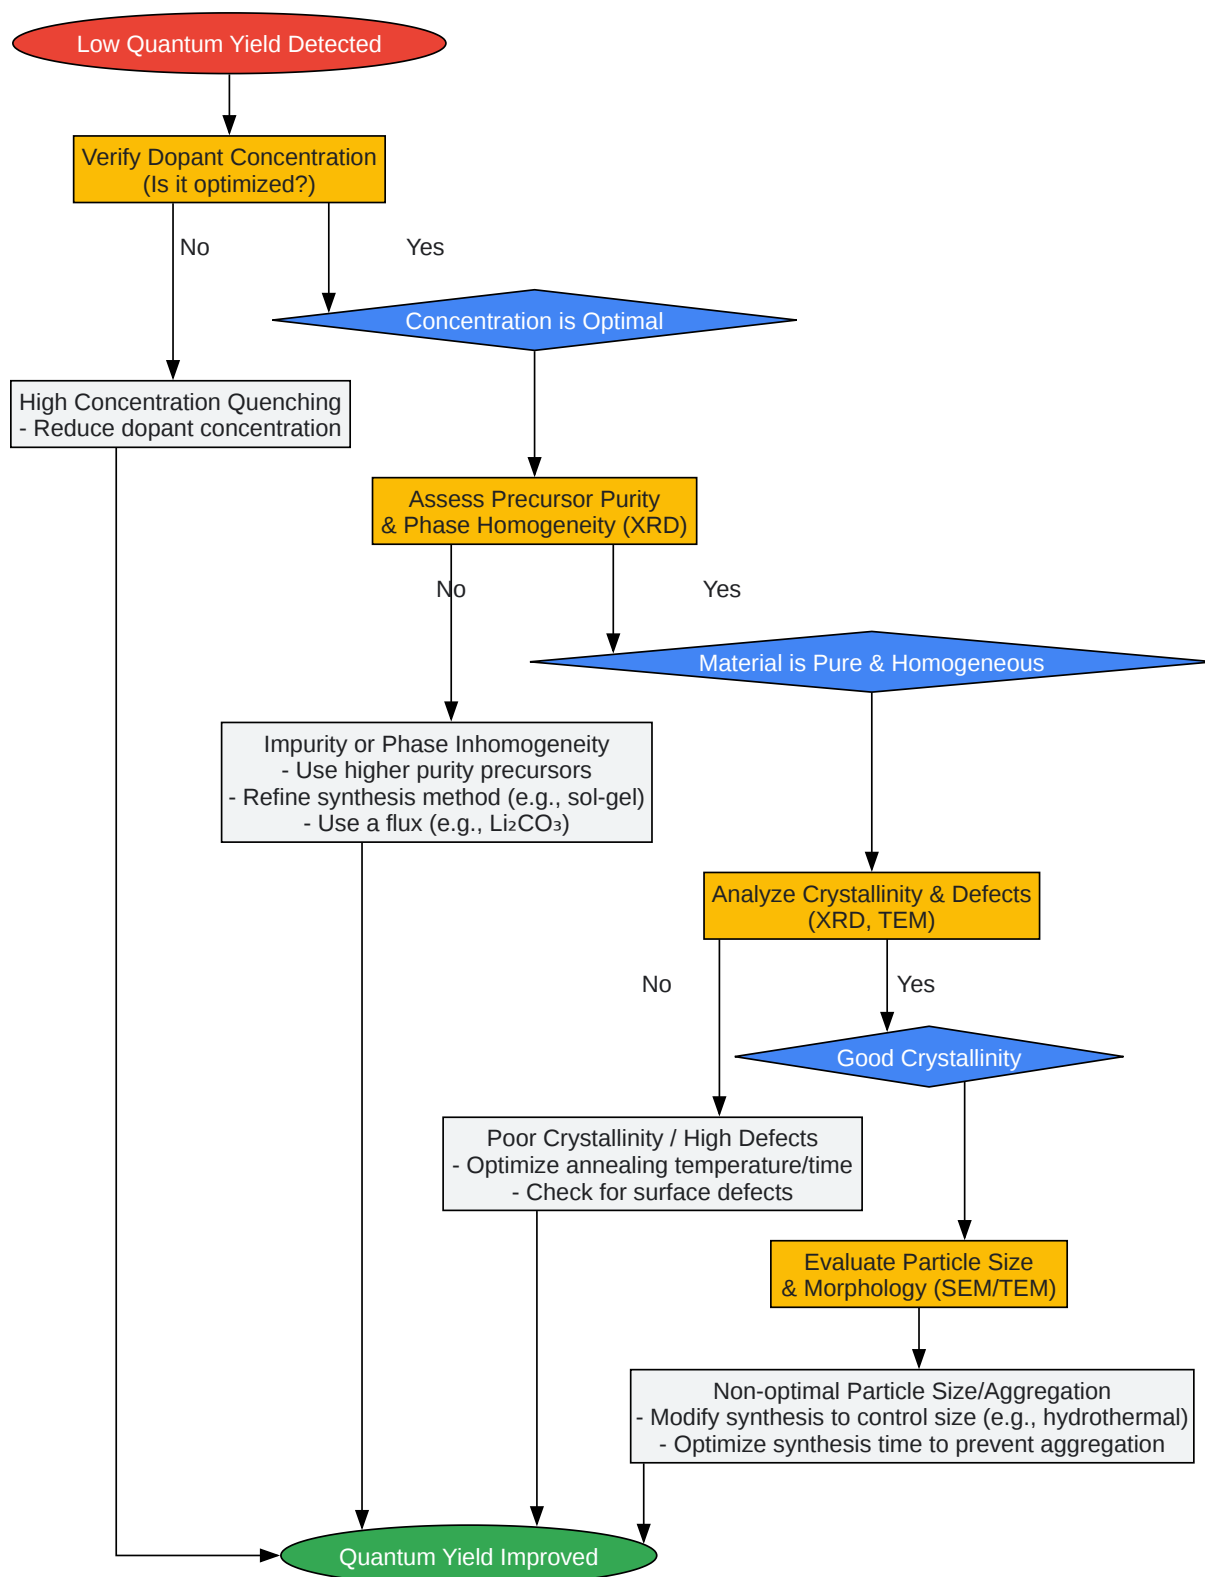 Low Quantum Yield Detected
Verify Dopant Concentration
(Is it optimized?)
No
Yes
Concentration is Optimal
High Concentration Quenching
- Reduce dopant concentration
Assess Precursor Purity
& Phase Homogeneity (XRD)
No
Yes
Material is Pure & Homogeneous
Impurity or Phase Inhomogeneity
- Use higher purity precursors
- Refine synthesis method (e.g., sol-gel)
- Use a flux (e.g., Li₂CO₃)
Analyze Crystallinity & Defects
(XRD, TEM)
No
Yes
Good Crystallinity
Poor Crystallinity / High Defects
- Optimize annealing temperature/time
- Check for surface defects
Evaluate Particle Size
& Morphology (SEM/TEM)
Non-optimal Particle Size/Aggregation
- Modify synthesis to control size (e.g., hydrothermal)
- Optimize synthesis time to prevent aggregation
Quantum Yield Improved